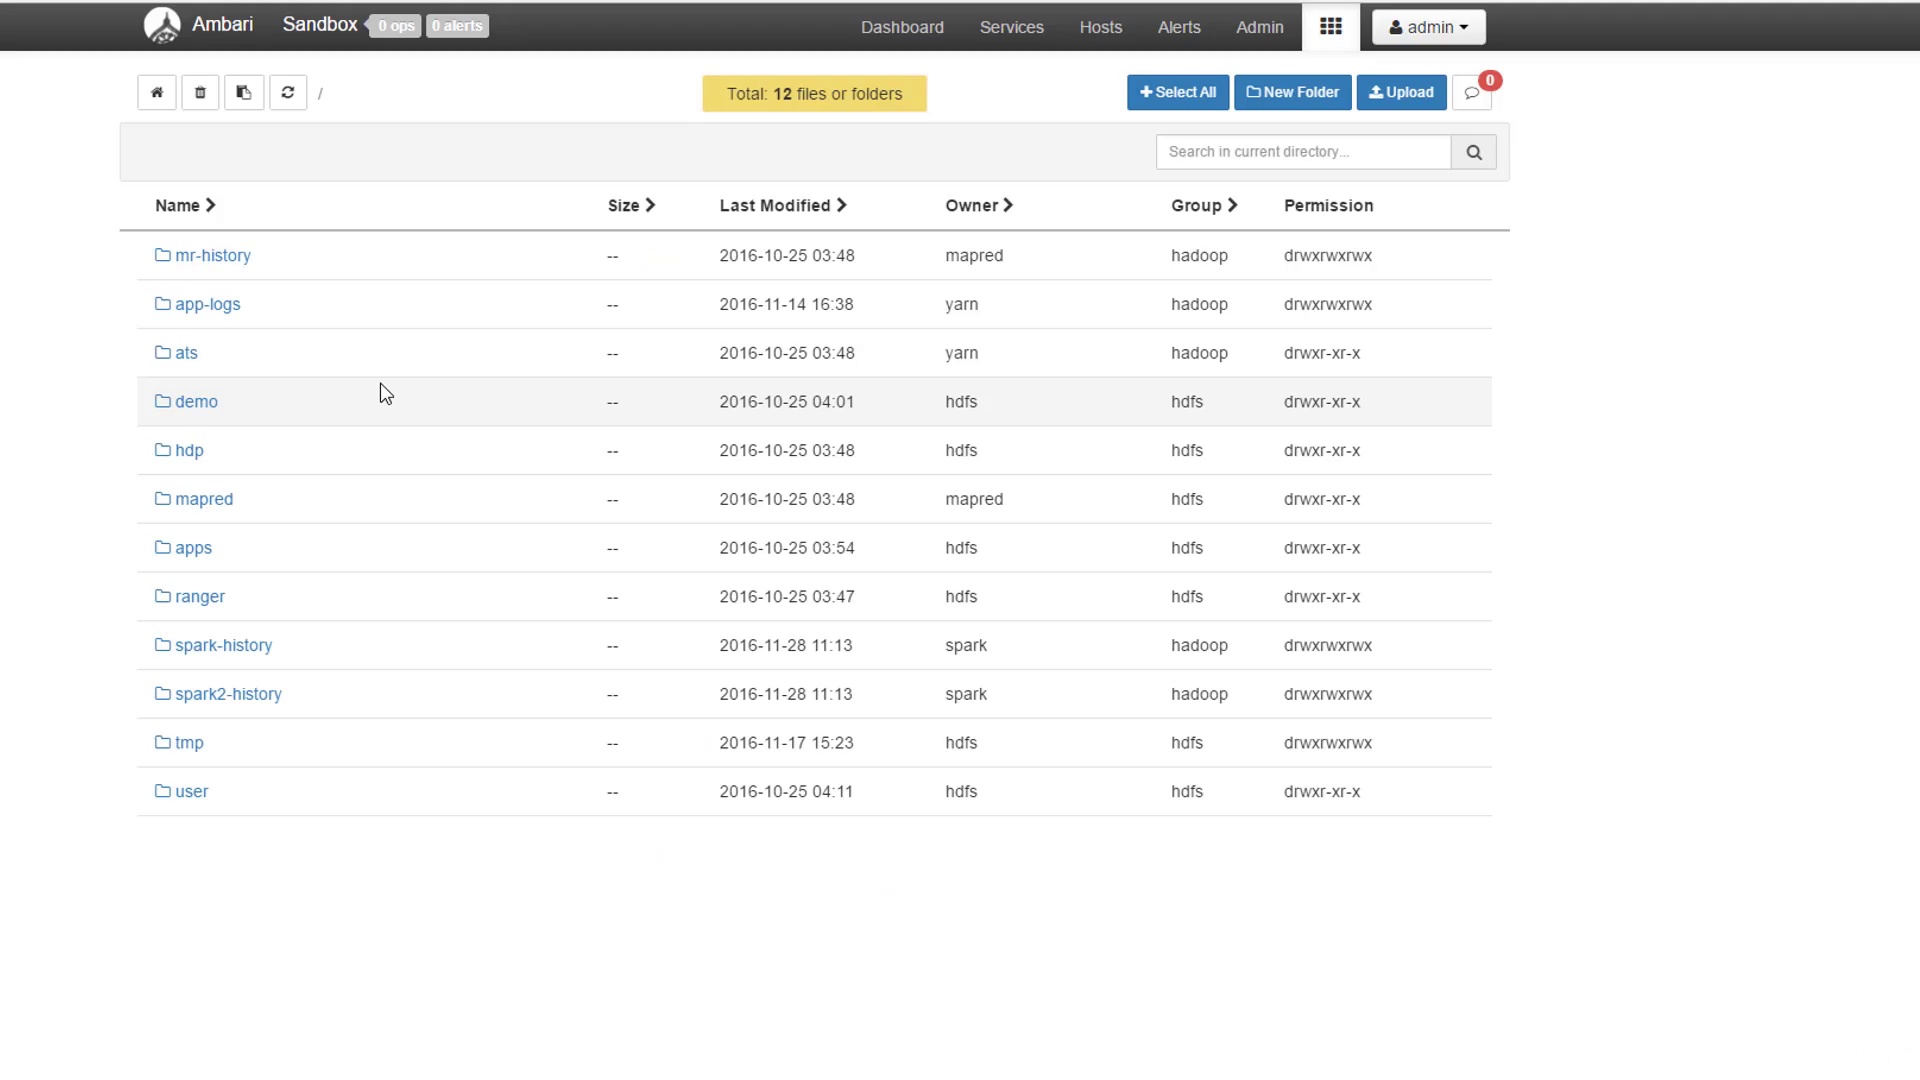 Ambari Sandbox 0 ops 0 alerts Dashboard Services Hosts Alerts Admin admin
/ Total: 12 files or folders Select All New Folder Upload 0
Search in current directory...
Name Size Last Modified Owner Group Permission
mr-history -- 2016-10-25 03:48 mapred hadoop drwxrwxrwx
app-logs -- 2016-11-14 16:38 yarn hadoop drwxrwxrwx
ats -- 2016-10-25 03:48 yarn hadoop drwxr-xr-x
demo -- 2016-10-25 04:01 hdfs hdfs drwxr-xr-x
hdp -- 2016-10-25 03:48 hdfs hdfs drwxr-xr-x
mapred -- 2016-10-25 03:48 mapred hdfs drwxr-xr-x
apps -- 2016-10-25 03:54 hdfs hdfs drwxr-xr-x
ranger -- 2016-10-25 03:47 hdfs hdfs drwxr-xr-x
spark-history -- 2016-11-28 11:13 spark hadoop drwxrwxrwx
spark2-history -- 2016-11-28 11:13 spark hadoop drwxrwxrwx
tmp -- 2016-11-17 15:23 hdfs hdfs drwxrwxrwx
user -- 2016-10-25 04:11 hdfs hdfs drwxr-xr-x